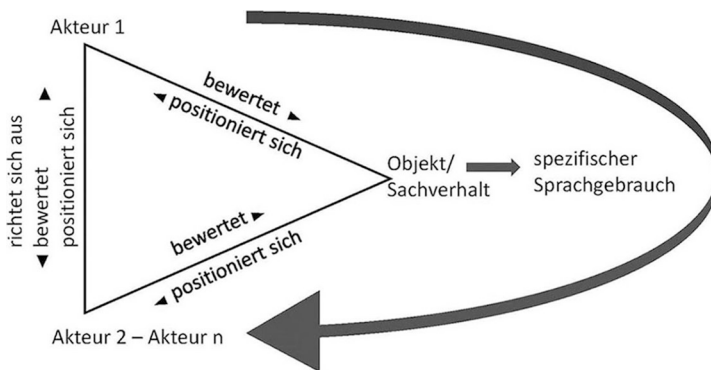 Akteur 1
bewertet
positioniert sich
richtet sich aus
bewertet
positioniert sich
Objekt/
Sachverhalt
spezifischer
Sprachgebrauch
bewertet
positioniert sich
Akteur 2 – Akteur n